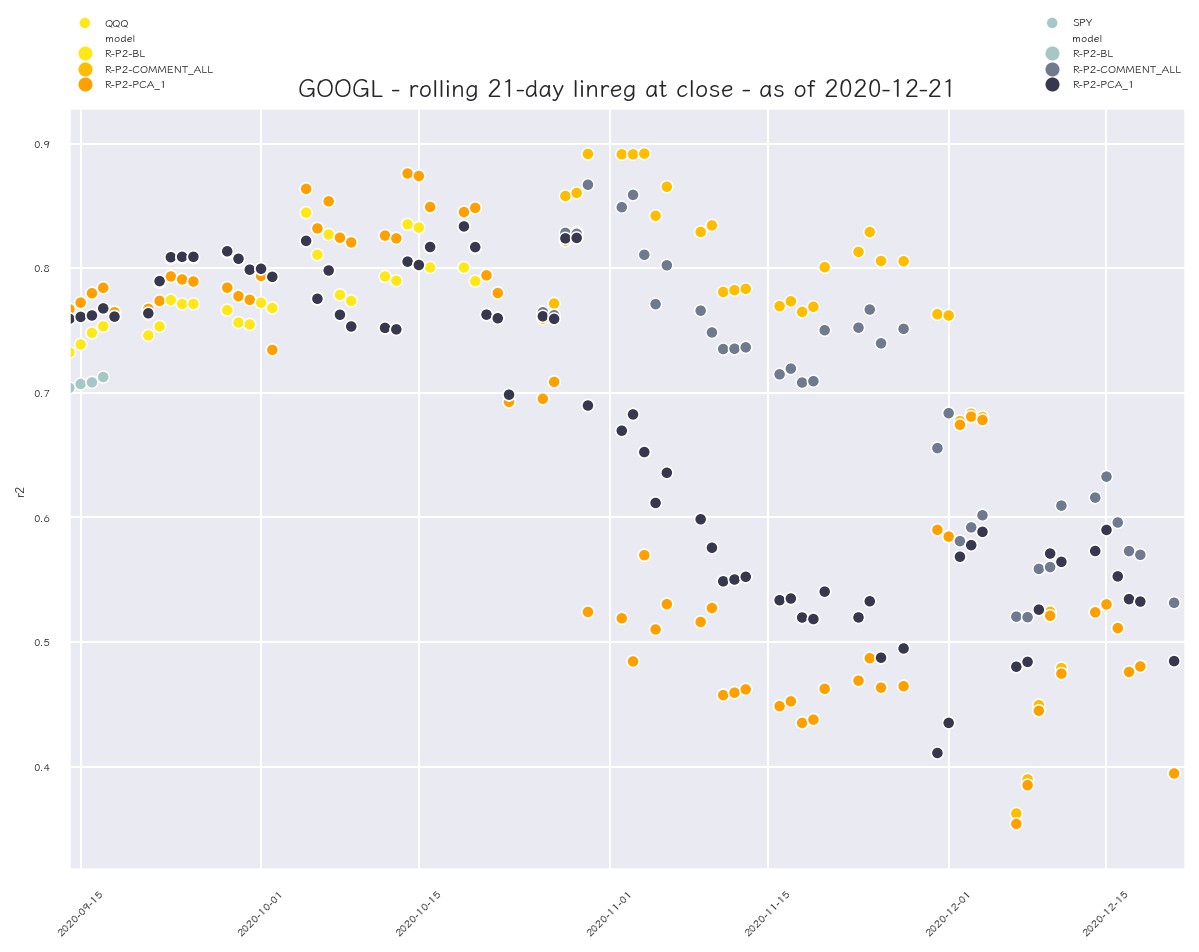 QQQ
model
R-P2-BL
R-P2-COMMENT_ALL
R-P2-PCA_1
SPY
model
R-P2-BL
R-P2-COMMENT_ALL
R-P2-PCA_1
GOOGL - rolling 21-day linreg at close - as of 2020-12-21
0.9
0.8
0.7
0.6
0.5
0.4
r2
2020-09-15
2020-10-01
2020-10-15
2020-11-01
2020-11-15
2020-12-01
2020-12-15